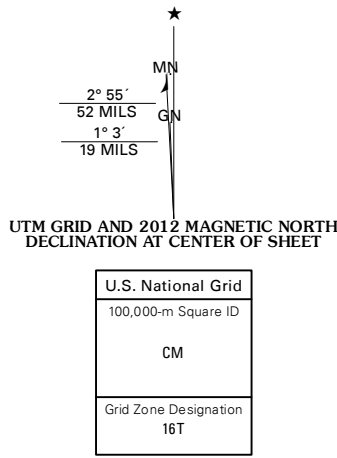 ★
MN
2° 55´
52 MILS
GN
1° 3´
19 MILS
UTM GRID AND 2012 MAGNETIC NORTH
DECLINATION AT CENTER OF SHEET
U.S. National Grid
100,000-m Square ID
CM
Grid Zone Designation
16T